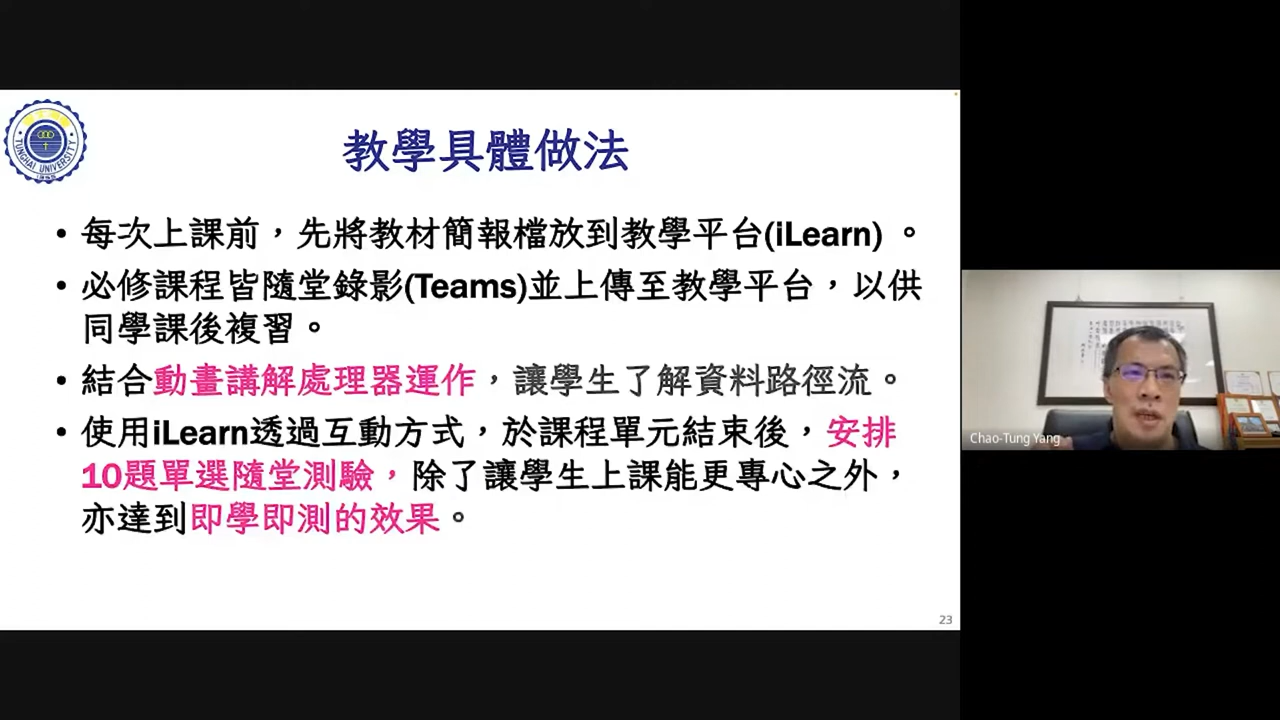 教學具體做法
TUNGHAI UNIVERSITY
• 每次上課前，先將教材簡報檔放到教學平台(iLearn) 。
• 必修課程皆隨堂錄影(Teams)並上傳至教學平台，以供
同學課後複習。
• 結合動畫講解處理器運作，讓學生了解資料路徑流。
• 使用iLearn透過互動方式，於課程單元結束後，安排
10題單選隨堂測驗，除了讓學生上課能更專心之外，
亦達到即學即測的效果。
23
Chao-Tung Yang